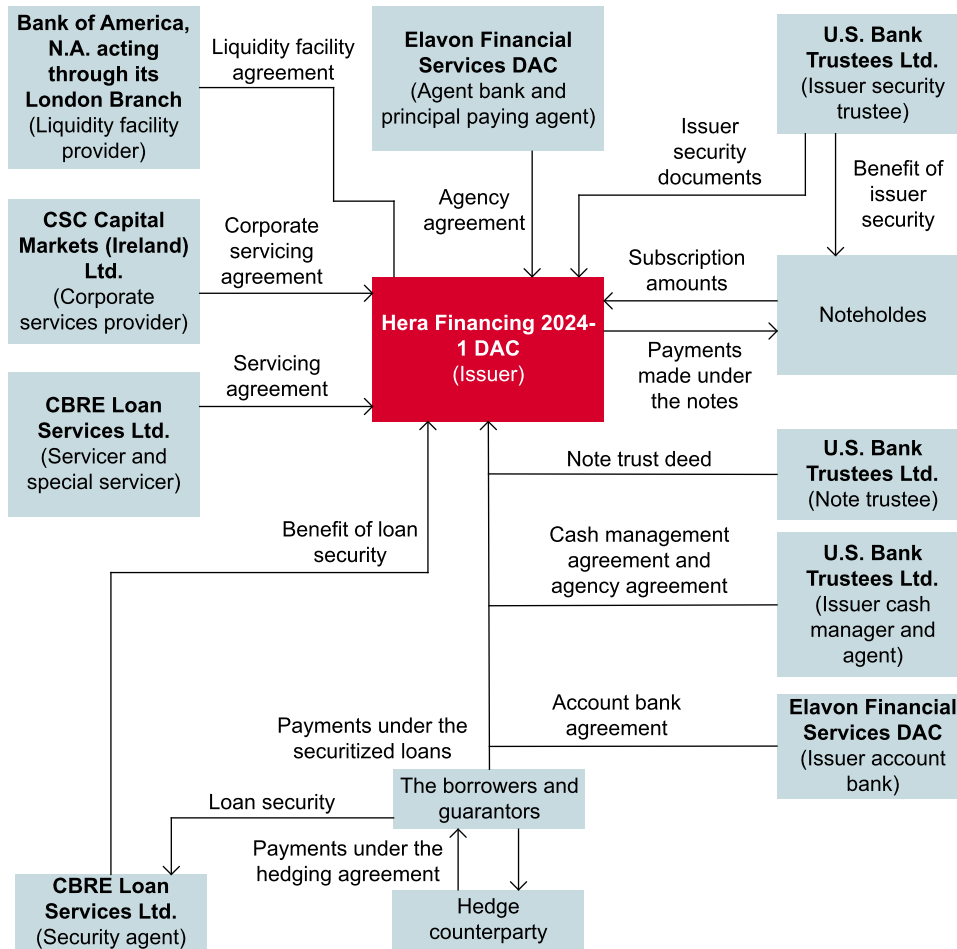 Bank of America,
N.A. acting
through its
London Branch
(Liquidity facility
provider)
Liquidity facility
agreement
Elavon Financial
Services DAC
(Agent bank and
principal paying agent)
U.S. Bank
Trustees Ltd.
(Issuer security
trustee)
Issuer
security
documents
Benefit of
issuer
security
Agency
agreement
CSC Capital
Markets (Ireland)
Ltd.
(Corporate
services provider)
Corporate
servicing
agreement
Subscription
amounts
Hera Financing 2024-
1 DAC
(Issuer)
Noteholdes
Payments
made under
the notes
Servicing
agreement
CBRE Loan
Services Ltd.
(Servicer and
special servicer)
Note trust deed
U.S. Bank
Trustees Ltd.
(Note trustee)
Benefit of loan
security
Cash management
agreement and
agency agreement
U.S. Bank
Trustees Ltd.
(Issuer cash
manager and
agent)
Account bank
agreement
Elavon Financial
Services DAC
(Issuer account
bank)
Payments under the
securitized loans
The borrowers and
guarantors
Loan security
Payments under the
hedging agreement
CBRE Loan
Services Ltd.
(Security agent)
Hedge
counterparty